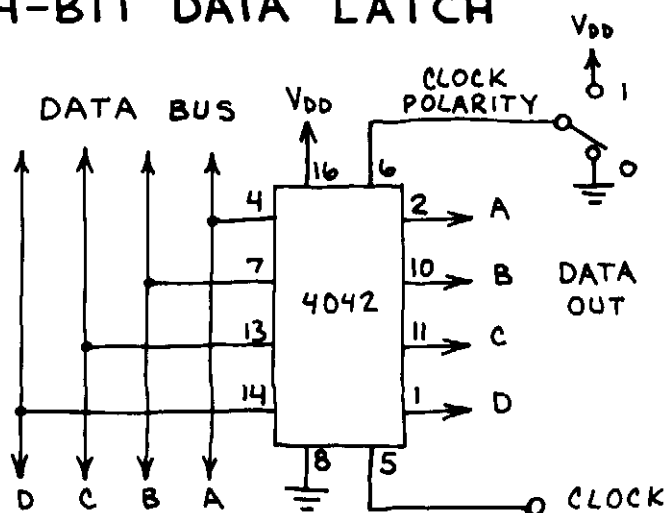 4-BIT DATA LATCH
VDD
CLOCK
POLARITY
1
0
DATA BUS
VDD
16
6
4
2
A
7
10
B
DATA
OUT
4042
13
11
C
14
1
D
8
5
D
C
B
A
CLOCK